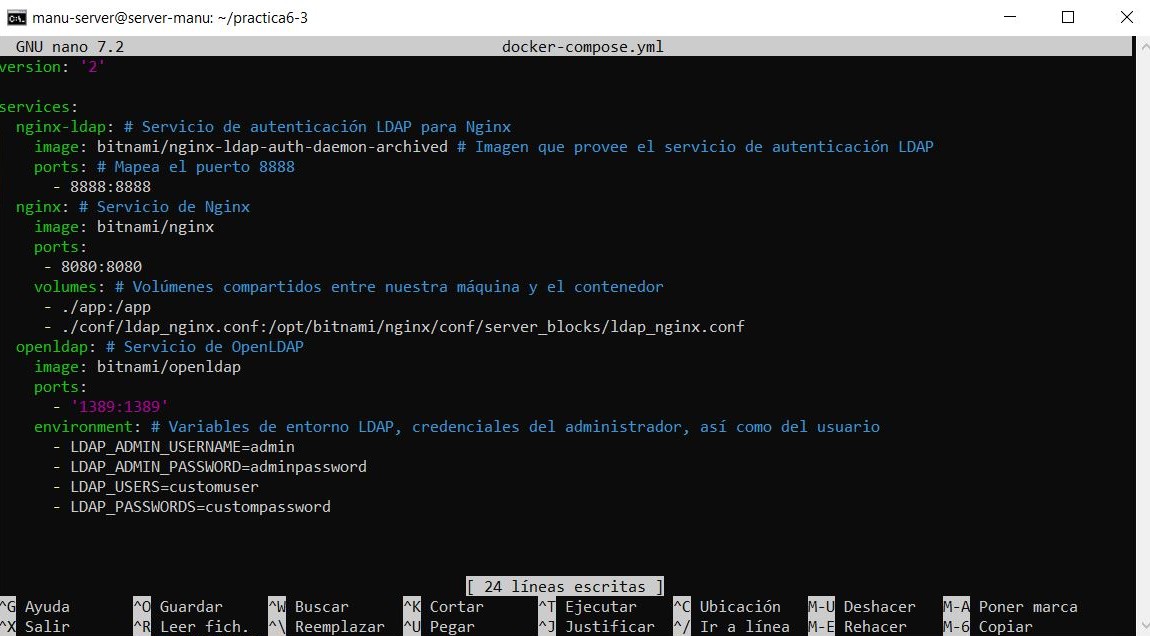 manu-server@server-manu: ~/practica6-3
GNU nano 7.2 docker-compose.yml
version: '2'
services:
nginx-ldap: # Servicio de autenticación LDAP para Nginx
image: bitnami/nginx-ldap-auth-daemon-archived # Imagen que provee el servicio de autenticación LDAP
ports: # Mapea el puerto 8888
- 8888:8888
nginx: # Servicio de Nginx
image: bitnami/nginx
ports:
- 8080:8080
volumes: # Volúmenes compartidos entre nuestra máquina y el contenedor
- ./app:/app
- ./conf/ldap_nginx.conf:/opt/bitnami/nginx/conf/server_blocks/ldap_nginx.conf
openldap: # Servicio de OpenLDAP
image: bitnami/openldap
ports:
- '1389:1389'
environment: # Variables de entorno LDAP, credenciales del administrador, así como del usuario
- LDAP_ADMIN_USERNAME=admin
- LDAP_ADMIN_PASSWORD=adminpassword
- LDAP_USERS=customuser
- LDAP_PASSWORDS=custompassword
[ 24 líneas escritas ]
^G Ayuda ^O Guardar ^W Buscar ^K Cortar ^T Ejecutar ^C Ubicación M-U Deshacer M-A Poner marca
^X Salir ^R Leer fich. ^\ Reemplazar ^U Pegar ^J Justificar ^/ Ir a línea M-E Rehacer M-6 Copiar